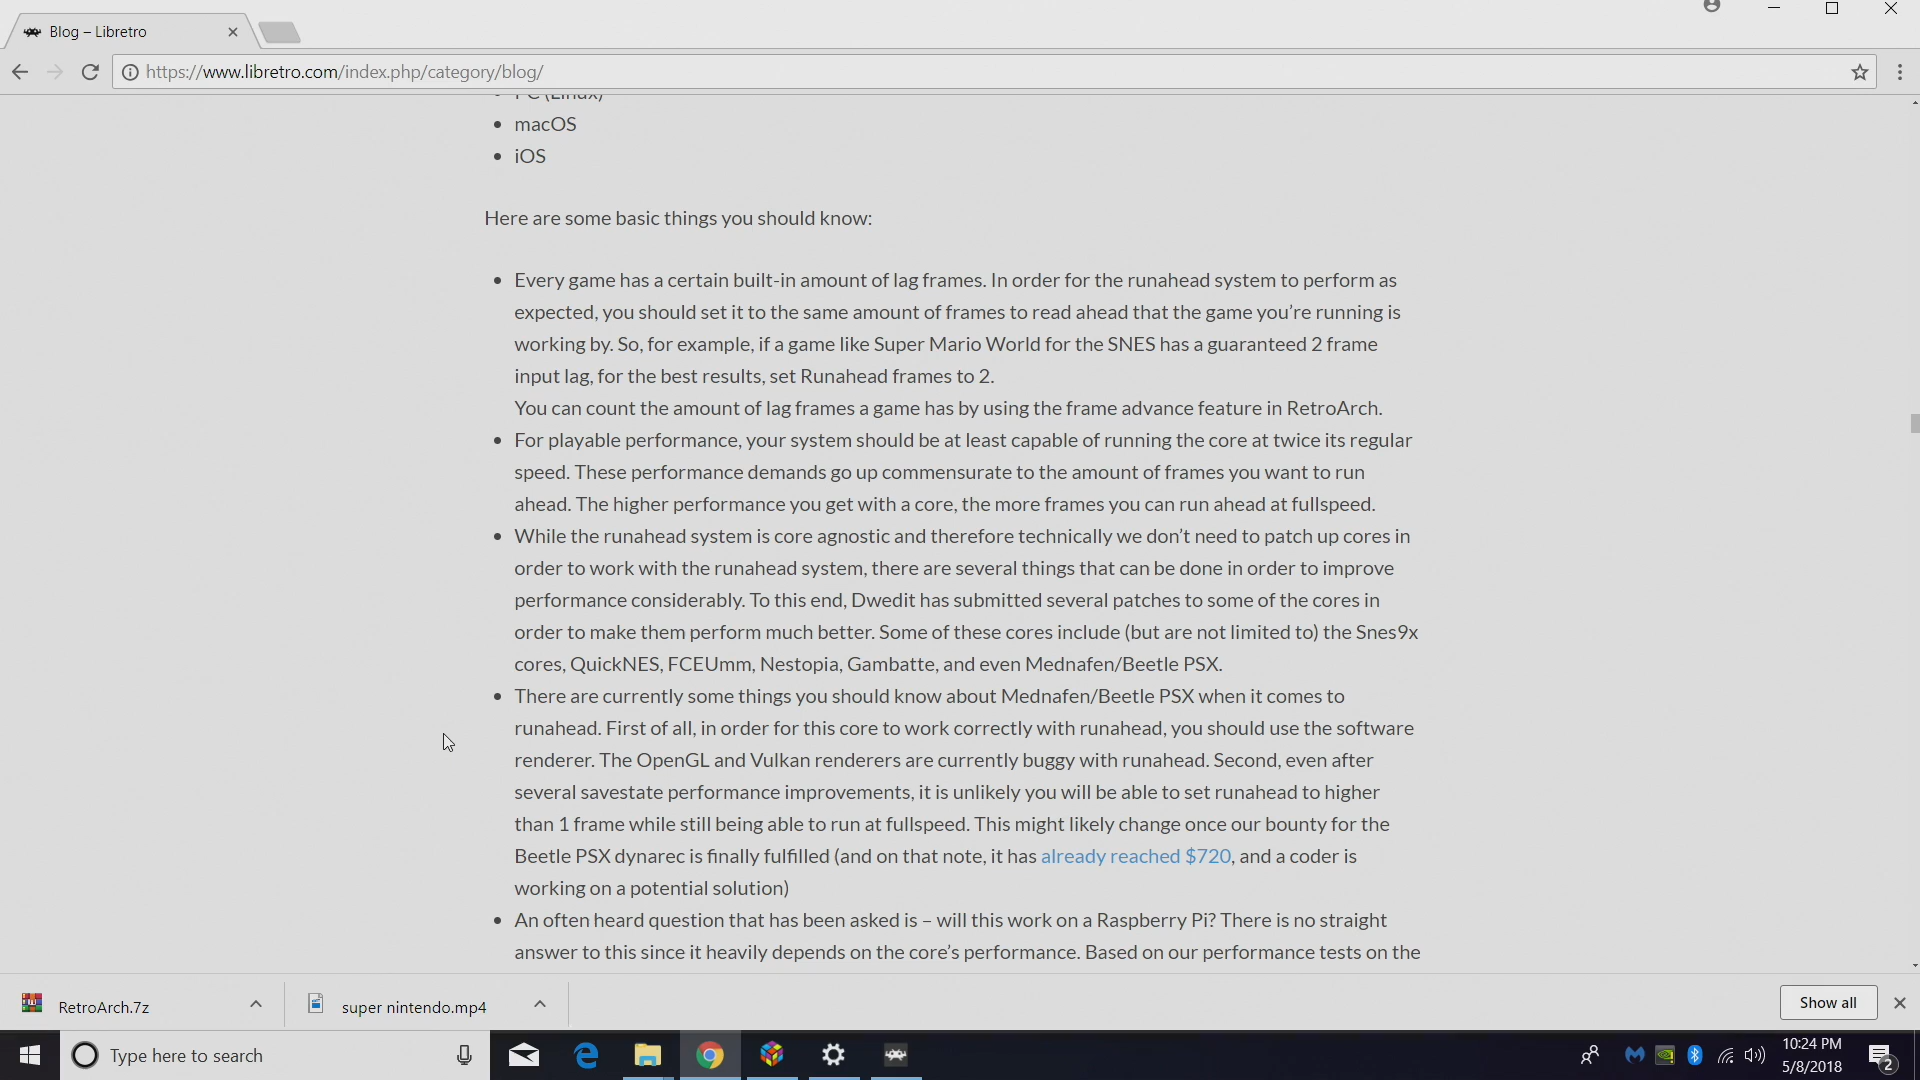 Blog – Libretro
https://www.libretro.com/index.php/category/blog/
PC (Linux)
macOS
iOS
Here are some basic things you should know:
Every game has a certain built-in amount of lag frames. In order for the runahead system to perform as
expected, you should set it to the same amount of frames to read ahead that the game you’re running is
working by. So, for example, if a game like Super Mario World for the SNES has a guaranteed 2 frame
input lag, for the best results, set Runahead frames to 2.
You can count the amount of lag frames a game has by using the frame advance feature in RetroArch.
For playable performance, your system should be at least capable of running the core at twice its regular
speed. These performance demands go up commensurate to the amount of frames you want to run
ahead. The higher performance you get with a core, the more frames you can run ahead at fullspeed.
While the runahead system is core agnostic and therefore technically we don’t need to patch up cores in
order to work with the runahead system, there are several things that can be done in order to improve
performance considerably. To this end, Dwedit has submitted several patches to some of the cores in
order to make them perform much better. Some of these cores include (but are not limited to) the Snes9x
cores, QuickNES, FCEUmm, Nestopia, Gambatte, and even Mednafen/Beetle PSX.
There are currently some things you should know about Mednafen/Beetle PSX when it comes to
runahead. First of all, in order for this core to work correctly with runahead, you should use the software
renderer. The OpenGL and Vulkan renderers are currently buggy with runahead. Second, even after
several savestate performance improvements, it is unlikely you will be able to set runahead to higher
than 1 frame while still being able to run at fullspeed. This might likely change once our bounty for the
Beetle PSX dynarec is finally fulfilled (and on that note, it has already reached $720, and a coder is
working on a potential solution)
An often heard question that has been asked is – will this work on a Raspberry Pi? There is no straight
answer to this since it heavily depends on the core’s performance. Based on our performance tests on the
RetroArch.7z
super nintendo.mp4
Show all
Type here to search
10:24 PM
5/8/2018
2